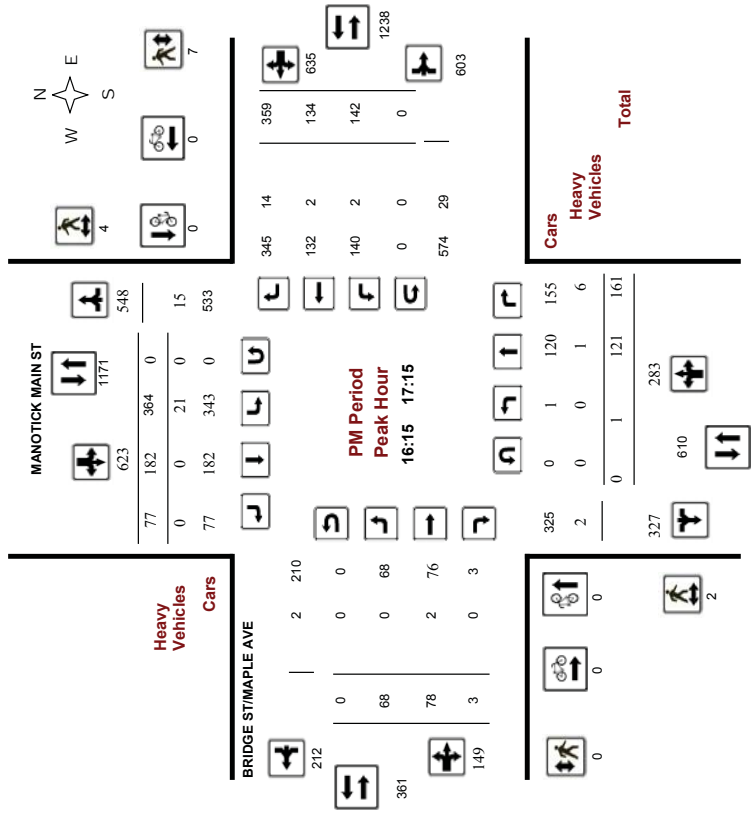 N
W E
S
4
0
0
7
MANOTICK MAIN ST
623
1171
548
77 182 364 0
0 0 21 0 15
77 182 343 0 533
Heavy
Vehicles
Cars
635
1238
603
345 14 359
132 2 134
140 2 142
0 0 0
574 29
PM Period
Peak Hour
16:15 17:15
BRIDGE ST/MAPLE AVE
212
361
149
2 210
0 0 0
68 0 68
78 2 76
3 0 3
Cars
Heavy
Vehicles
Total
325 0 1 120 155
2 0 0 1 6
0 1 121 161
327
610
283
0
0
0
2